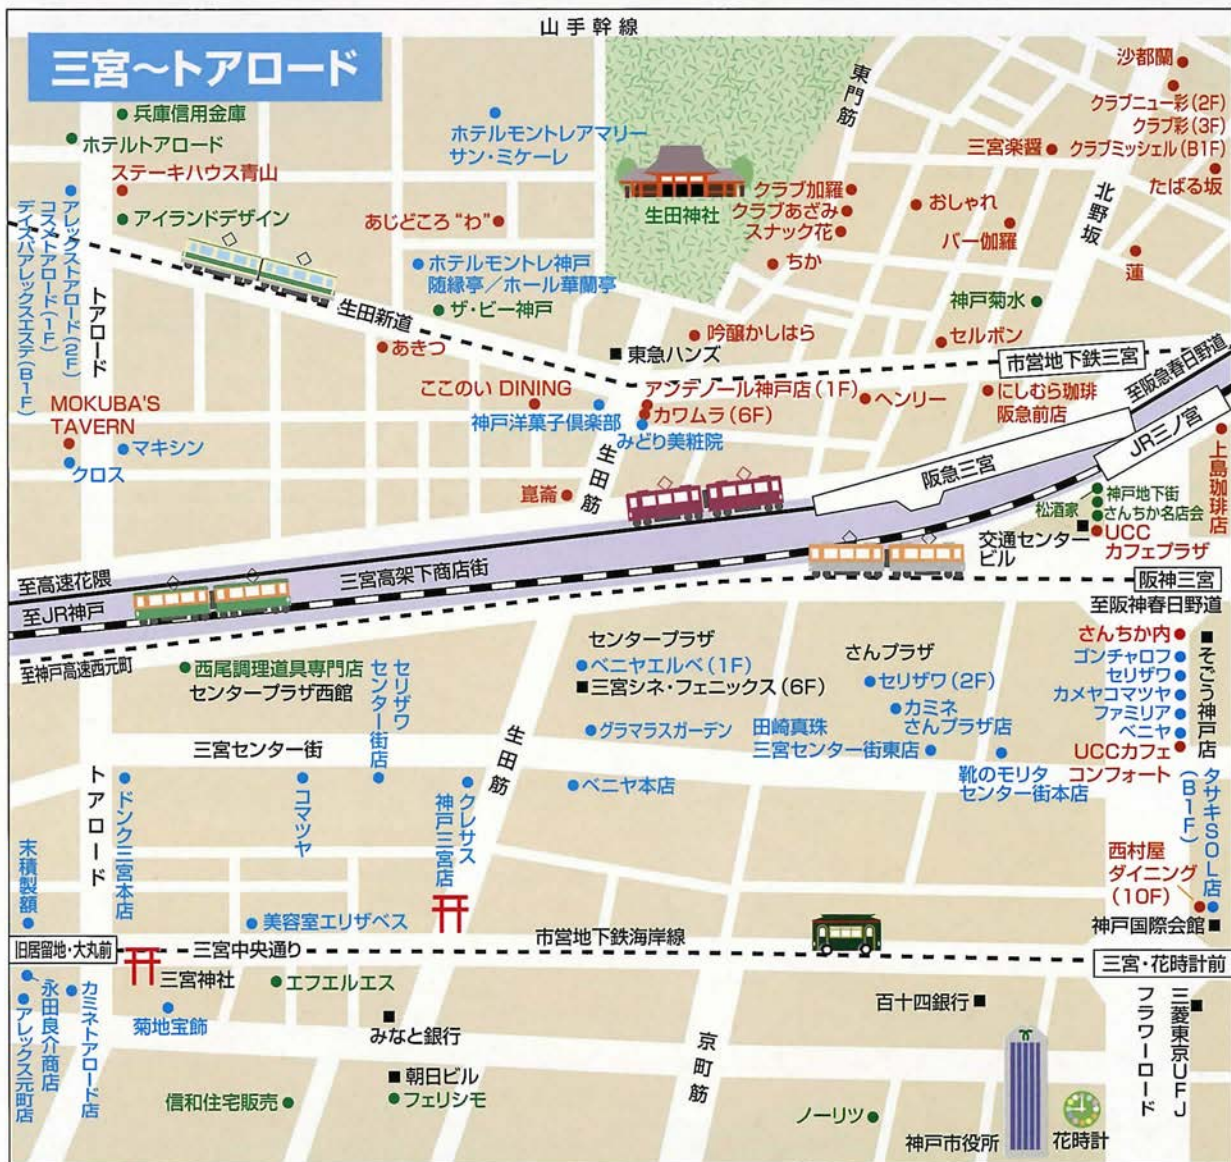 山手幹線
三宮～トアロード
兵庫信用金庫
ホテルトアロード
ステーキハウス青山
アイランドデザイン
アレックストアロード(2F)
コスメトアロード(1F)
デイスパアレックスエステ(B1F)
トアロード
MOKUBA'S
TAVERN
マキシン
クロス
ホテルモントレアマリー
サン・ミケーレ
あじどころ“わ”
ホテルモントレ神戸
随縁亭／ホール華蘭亭
ザ・ビー神戸
生田新道
あきつ
ここのい DINING
神戸洋菓子倶楽部
崑崙
生田筋
生田神社
東門筋
クラブ加羅
クラブあざみ
スナック花
ちか
吟醸かしはら
東急ハンズ
アンデノール神戸店(1F)
カワムラ(6F)
みどり美粧院
ヘンリー
沙都蘭
クラブニュー彩(2F)
クラブ彩(3F)
クラブミッシェル(B1F)
三宮楽醤
たばる坂
おしゃれ
バー伽羅
北野坂
蓮
神戸菊水
セルボン
市営地下鉄三宮
至阪急春日野道
にしむら珈琲
阪急前店
阪急三宮
JR三ノ宮
上島珈琲店
神戸地下街
松酒家
さんちか名店会
UCC
カフェプラザ
交通センター
ビル
至高速花隈
三宮高架下商店街
至JR神戸
至神戸高速西元町
阪神三宮
至阪神春日野道
西尾調理道具専門店
センタープラザ西館
セリザワ
センター街店
三宮センター街
センタープラザ
ベニヤエルベ(1F)
三宮シネ・フェニックス(6F)
グラマラスガーデン
さんプラザ
セリザワ(2F)
カミネ
さんプラザ店
田崎真珠
三宮センター街東店
靴のモリタ
センター街本店
さんちか内
ゴンチャロフ
セリザワ
カメヤコマツヤ
ファミリア
ベニヤ
UCCカフェ
コンフォート
そごう神戸店
タサキSOL店
(B1F)
西村屋
ダイニング
(10F)
神戸国際会館
生田筋
トアロード
ドンク三宮本店
コマツヤ
クレサス
神戸三宮店
ベニヤ本店
末積製額
美容室エリザベス
旧居留地・大丸前
三宮中央通り
市営地下鉄海岸線
三宮・花時計前
三宮神社
エフエルエス
菊地宝飾
永田良介商店
アレックス元町店
カミネトアロード店
みなと銀行
朝日ビル
フェリシモ
信和住宅販売
京町筋
百十四銀行
ノーリツ
神戸市役所
花時計
フラワーロード
三菱東京UFJ